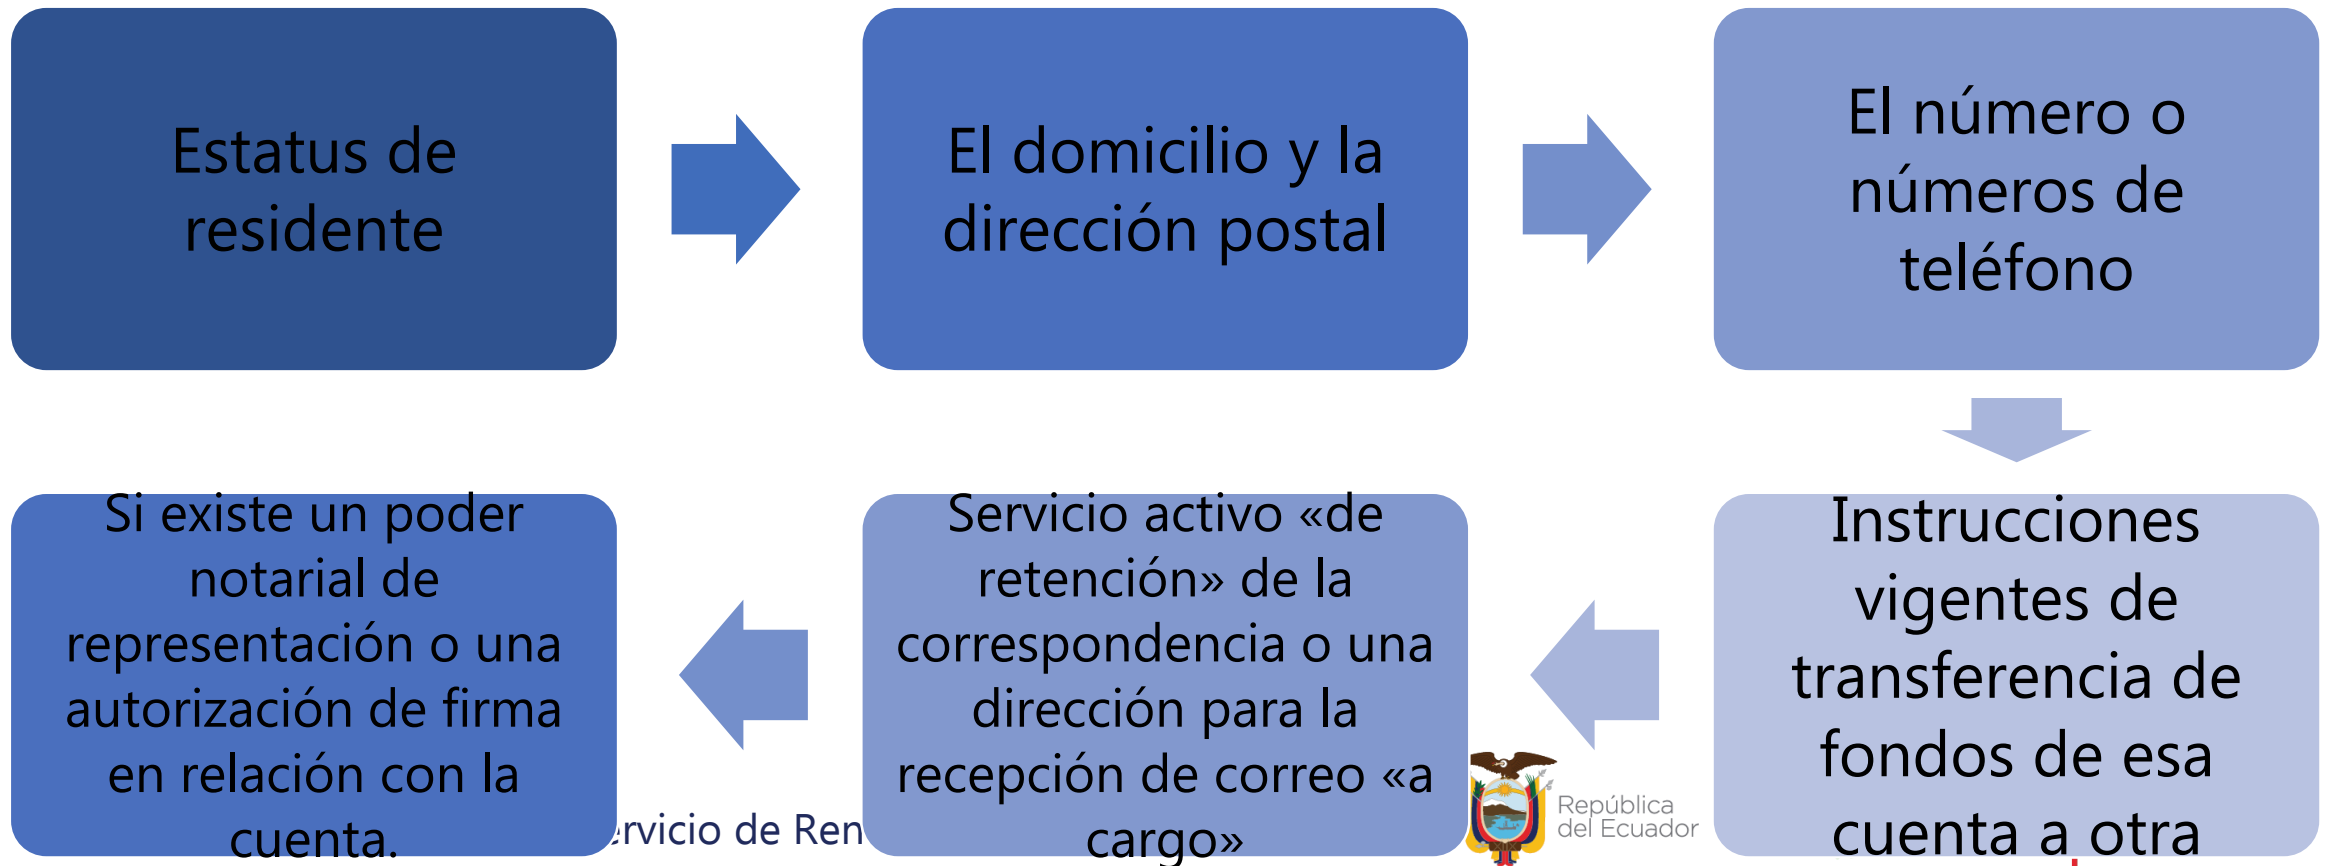 Estatus de
residente
El domicilio y la
dirección postal
El número o
números de
teléfono
Instrucciones
vigentes de
transferencia de
fondos de esa
cuenta a otra
Servicio activo «de
retención» de la
correspondencia o una
dirección para la
recepción de correo «a
cargo»
Si existe un poder
notarial de
representación o una
autorización de firma
en relación con la
cuenta.
ervicio de Ren
República
del Ecuador